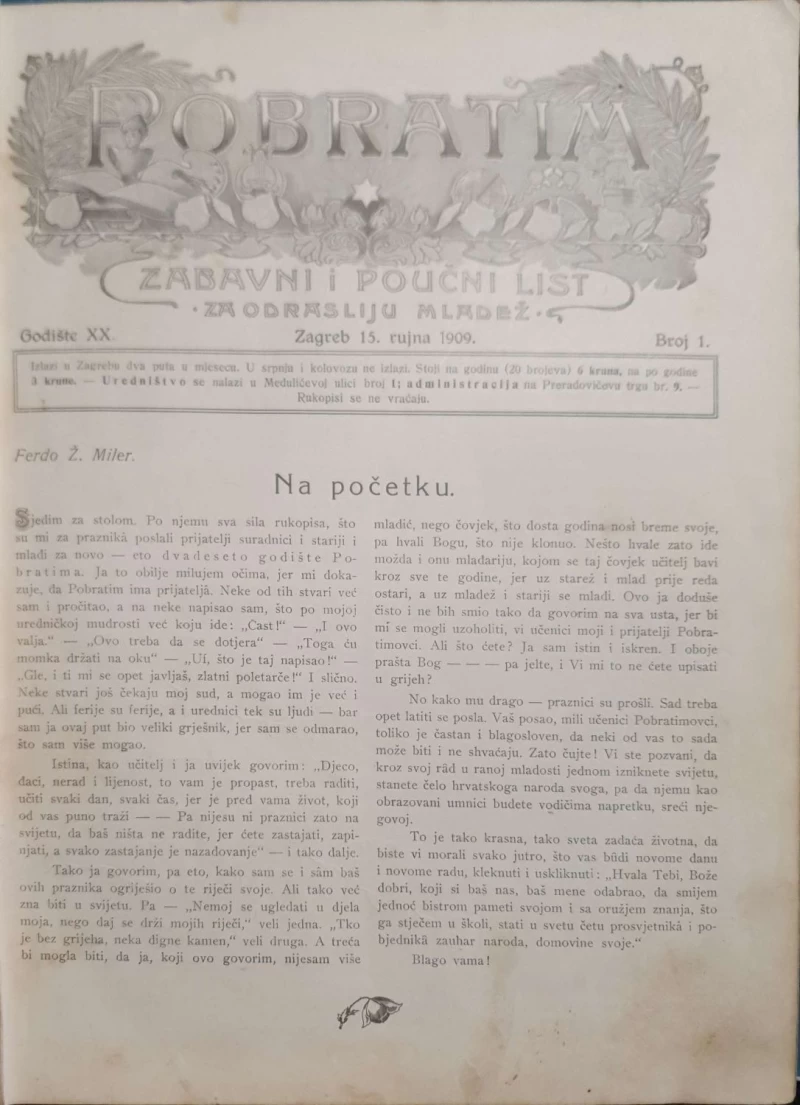 POBRATIM
ZABAVNI i POUČNI LIST
·ZA ODRASLIJU MLADEŽ·
Godište XX.
Zagreb 15. rujna 1909.
Broj 1.
Izlazi u Zagrebu dva puta u mjesecu. U srpnju i kolovozu ne izlazi. Stoji na godinu (20 brojeva) 6 kruna, na po godine
3 krune. — Uredništvo se nalazi u Medulićevoj ulici broj 1; administracija na Preradovićevu trgu br. 9. —
Rukopisi se ne vraćaju.
Ferdo Ž. Miler.
Na početku.
Sjedim za stolom. Po njemu sva sila rukopisa, što
su mi za praznikâ poslali prijatelji suradnici i stariji i
mlađi za novo — eto dvadeseto godište Po-
bratima. Ja to obilje milujem očima, jer mi doka-
zuje, da Pobratim ima prijateljâ. Neke od tih stvari već
sam i pročitao, a na neke napisao sam, što po mojoj
uredničkoj mudrosti već koju ide: „Cast!“ — „I ovo
valja.“ — „Ovo treba da se dotjera“ — „Toga ću
momka držati na oku“ — „Uf, što je taj napisao!“ —
„Gle, i ti mi se opet javljaš, zlatni poletarče!“ I slično.
Neke stvari još čekaju moj sud, a mogao im je već i
pući. Ali ferije su ferije, a i urednici tek su ljudi — bar
sam ja ovaj put bio veliki grješnik, jer sam se odmarao,
što sam više mogao.
Istina, kao učitelj i ja uvijek govorim: „Djeco,
đaci, nerad i lijenost, to vam je propast, treba raditi,
učiti svaki dan, svaki čas, jer je pred vama život, koji
od vas puno traži — — Pa nijesu ni praznici zato na
svijetu, da baš ništa ne radite, jer ćete zastajati, zapi-
njati, a svako zastajanje je nazadovanje“ — i tako dalje.
Tako ja govorim, pa eto, kako sam se i sâm baš
ovih praznika ogriješio o te riječi svoje. Ali tako već
zna biti u svijetu. Pa — „Nemoj se ugledati u djela
moja, nego daj se drži mojih riječi,“ veli jedna. „Tko
je bez grijeha, neka digne kamen,“ veli druga. A treća
bi mogla biti, da ja, koji ovo govorim, nijesam više
mladić, nego čovjek, što dosta godina nosi breme svoje,
pa hvali Bogu, što nije klonuo. Nešto hvale zato ide
možda i onu mladariju, kojom se taj čovjek učitelj bavi
kroz sve te godine, jer uz starež i mlad prije reda
ostari, a uz mladež i stariji se mladi. Ovo ja doduše
čisto i ne bih smio tako da govorim na sva usta, jer bi
mi se mogli uzoholiti, vi učenici moji i prijatelji Pobra-
timovci. Ali što ćete? Ja sam istin i iskren. I oboje
prašta Bog — — — pa jelte, i Vi mi to ne ćete upisati
u grijeh?
No kako mu drago — praznici su prošli. Sad treba
opet latiti se posla. Vaš posao, mili učenici Pobratimovci,
toliko je častan i blagosloven, da neki od vas to sada
može biti i ne shvaćaju. Zato čujte! Vi ste pozvani, da
kroz svoj râd u ranoj mladosti jednom izniknete svijetu,
stanete čelo hrvatskoga naroda svoga, pa da njemu kao
obrazovani umnici budete vodičima napretku, sreći nje-
govoj.
To je tako krasna, tako sveta zadaća životna, da
biste vi morali svako jutro, što vas bûdi novome danu
i novome radu, kleknuti i uskliknuti: „Hvala Tebi, Bože
dobri, koji si baš nas, baš mene odabrao, da smijem
jednoć bistrom pameti svojom i sa oružjem znanja, što
ga stječem u školi, stati u svetu četu prosvjetnikâ i po-
bjednikâ zauhar naroda, domovine svoje.“
Blago vama!